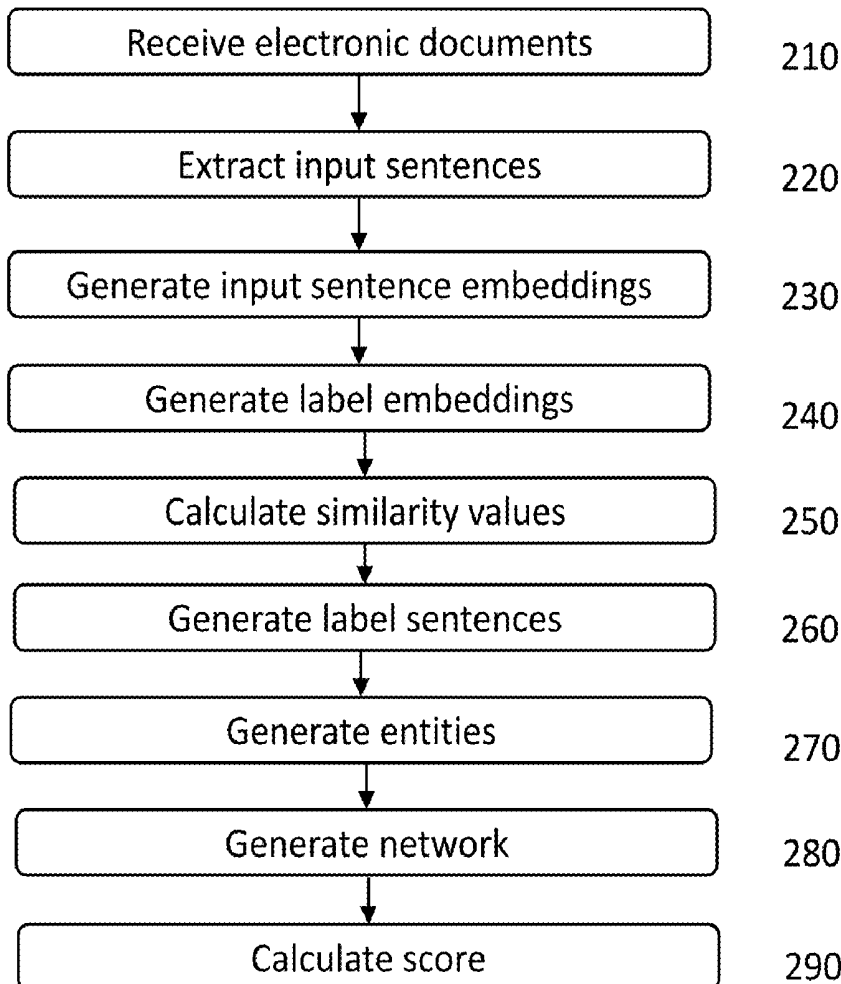 Receive electronic documents 210
Extract input sentences 220
Generate input sentence embeddings 230
Generate label embeddings 240
Calculate similarity values 250
Generate label sentences 260
Generate entities 270
Generate network 280
Calculate score 290